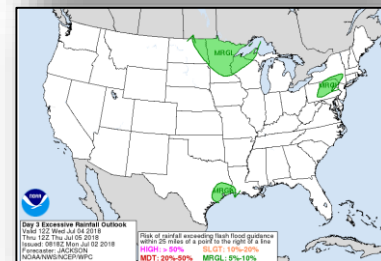 MRGL
MRGL
MRGL
noaa
Day 3 Excessive Rainfall Outlook
Valid 12Z Wed Jul 04 2018
Thru 12Z Thu Jul 05 2018
Issued: 0818Z Mon Jul 02 2018
Forecaster: JACKSON
NOAA/NWS/NCEP/WPC
Risk of rainfall exceeding flash flood guidance
within 25 miles of a point to the right of a line
HIGH: > 50% SLGT: 10%-20%
MDT: 20%-50% MRGL: 5%-10%